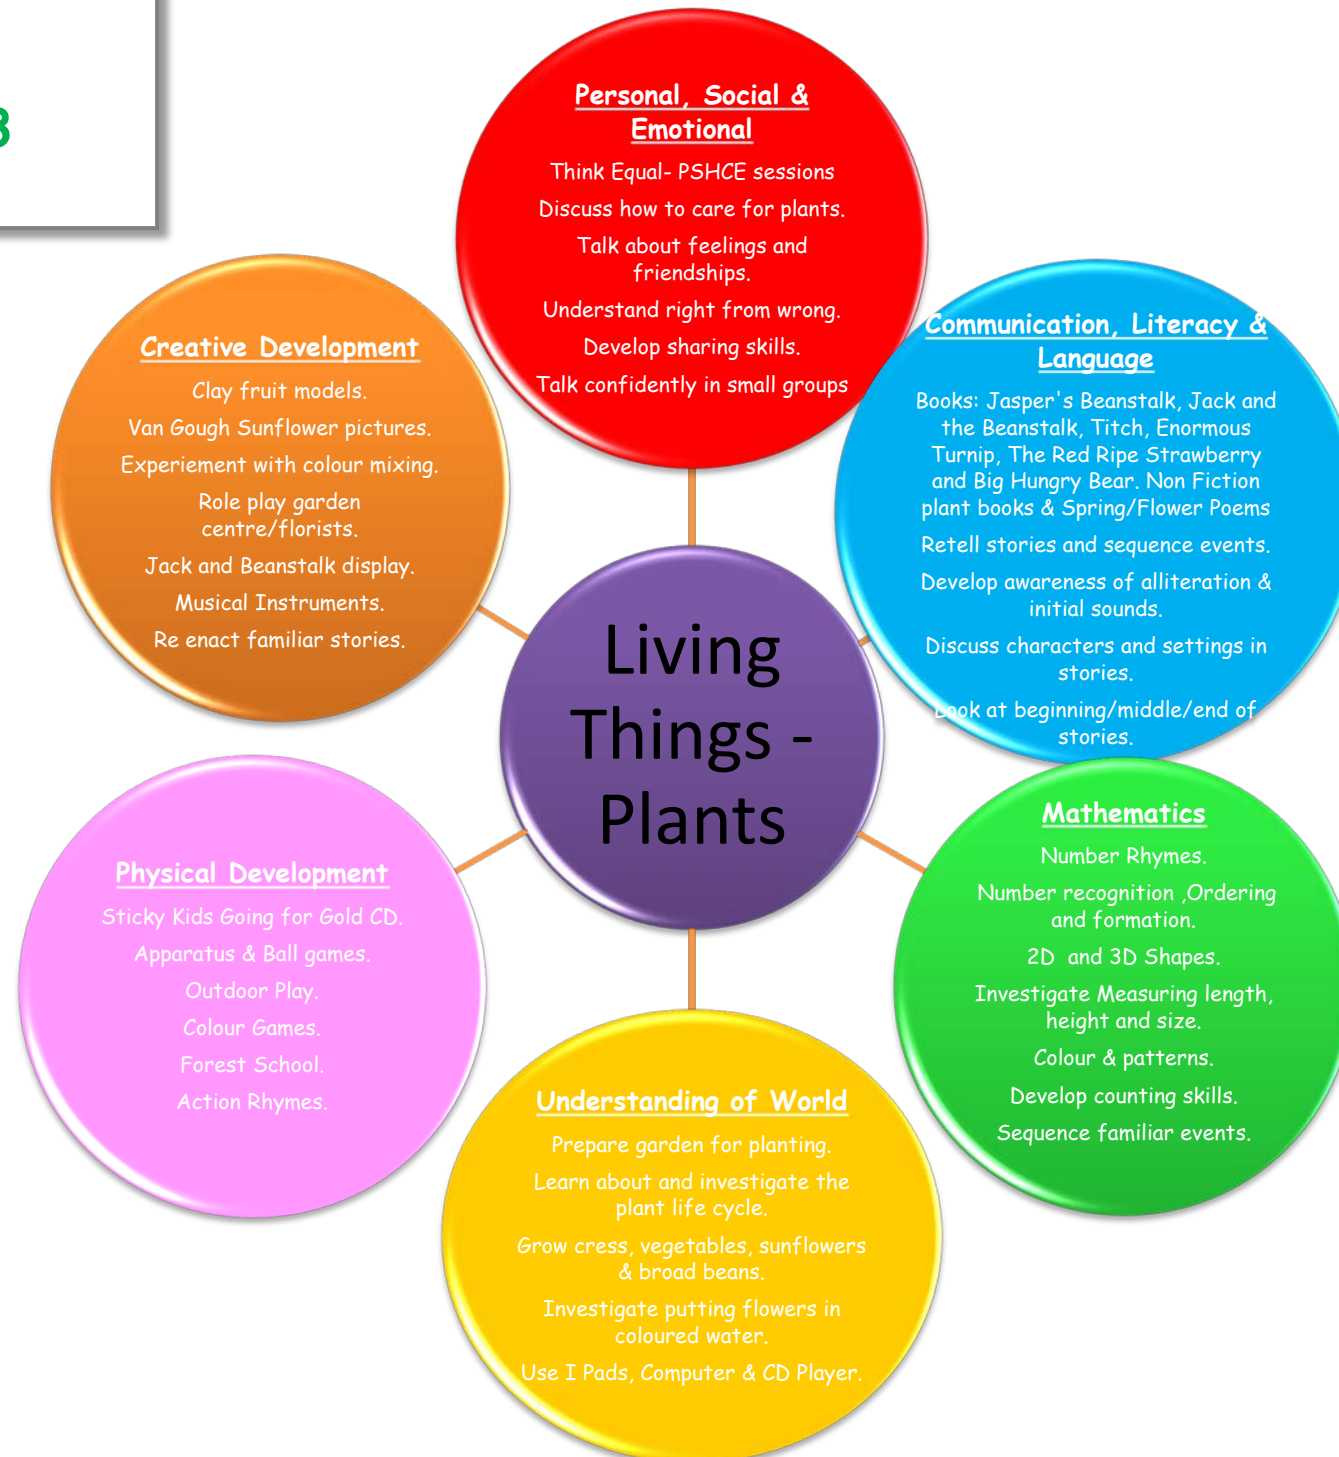 3
Personal, Social &
Emotional
Think Equal- PSHCE sessions
Discuss how to care for plants.
Talk about feelings and
friendships.
Understand right from wrong.
Develop sharing skills.
Talk confidently in small groups
Communication, Literacy &
Language
Books: Jasper's Beanstalk, Jack and
the Beanstalk, Titch, Enormous
Turnip, The Red Ripe Strawberry
and Big Hungry Bear. Non Fiction
plant books & Spring/Flower Poems
Retell stories and sequence events.
Develop awareness of alliteration &
initial sounds.
Discuss characters and settings in
stories.
Look at beginning/middle/end of
stories.
Mathematics
Number Rhymes.
Number recognition ,Ordering
and formation.
2D  and 3D Shapes.
Investigate Measuring length,
height and size.
Colour & patterns.
Develop counting skills.
Sequence familiar events.
Understanding of World
Prepare garden for planting.
Learn about and investigate the
plant life cycle.
Grow cress, vegetables, sunflowers
& broad beans.
Investigate putting flowers in
coloured water.
Use I Pads, Computer & CD Player.
Physical Development
Sticky Kids Going for Gold CD.
Apparatus & Ball games.
Outdoor Play.
Colour Games.
Forest School.
Action Rhymes.
Creative Development
Clay fruit models.
Van Gough Sunflower pictures.
Experiement with colour mixing.
Role play garden
centre/florists.
Jack and Beanstalk display.
Musical Instruments.
Re enact familiar stories.
Living
Things -
Plants